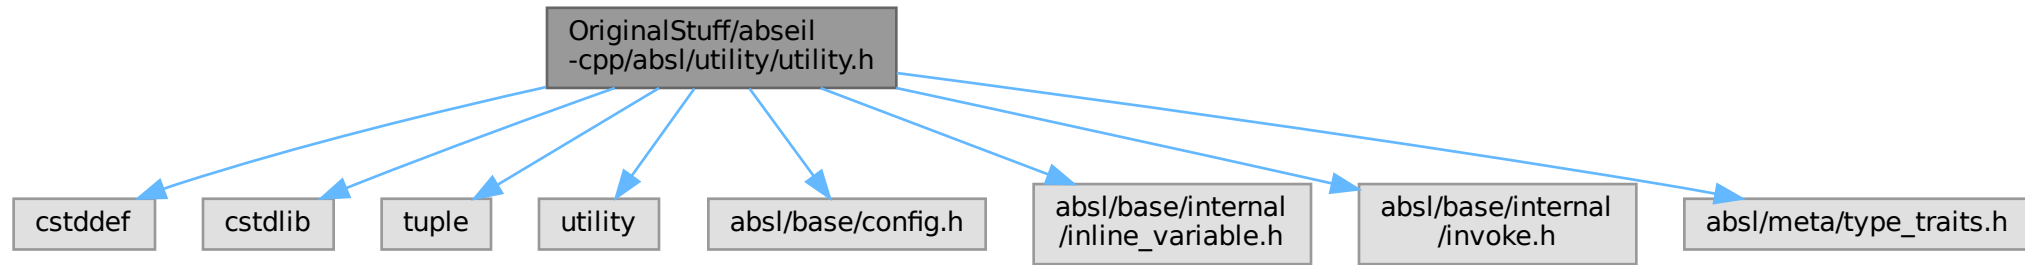 OriginalStuff/abseil
-cpp/absl/utility/utility.h
cstddef
cstdlib
tuple
utility
absl/base/config.h
absl/base/internal
/inline_variable.h
absl/base/internal
/invoke.h
absl/meta/type_traits.h